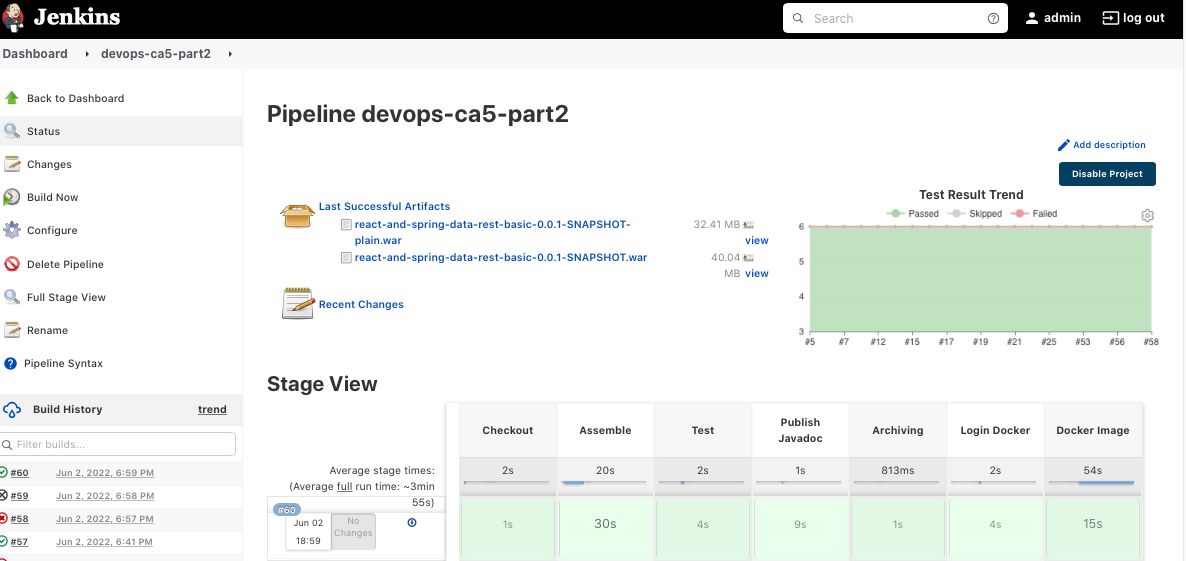 Jenkins
Search
admin
log out
Dashboard
devops-ca5-part2
Back to Dashboard
Status
Changes
Build Now
Configure
Delete Pipeline
Full Stage View
Rename
Pipeline Syntax
Build History
trend
Filter builds...
#60 Jun 2, 2022, 6:59 PM
#59 Jun 2, 2022, 6:58 PM
#58 Jun 2, 2022, 6:57 PM
#57 Jun 2, 2022, 6:41 PM
Pipeline devops-ca5-part2
Add description
Disable Project
Last Successful Artifacts
react-and-spring-data-rest-basic-0.0.1-SNAPSHOT-
plain.war
32.41 MB
view
react-and-spring-data-rest-basic-0.0.1-SNAPSHOT.war
40.04
MB view
Recent Changes
Test Result Trend
Passed Skipped Failed
6
5
4
3
#5 #7 #12 #15 #17 #19 #21 #25 #53 #56 #58
Stage View
Checkout
Assemble
Test
Publish
Javadoc
Archiving
Login Docker
Docker Image
Average stage times:
(Average full run time: ~3min
55s)
2s 20s 2s 1s 813ms 2s 54s
#60
Jun 02
18:59
No
Changes
1s 30s 4s 9s 1s 4s 15s